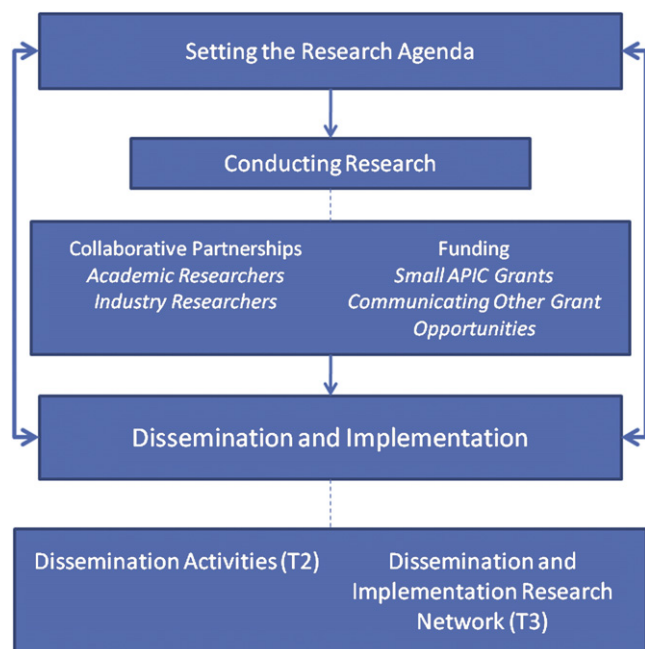 Setting the Research Agenda
Conducting Research
Collaborative Partnerships
Academic Researchers
Industry Researchers
Funding
Small APIC Grants
Communicating Other Grant
Opportunities
Dissemination and Implementation
Dissemination Activities (T2)
Dissemination and
Implementation Research
Network (T3)